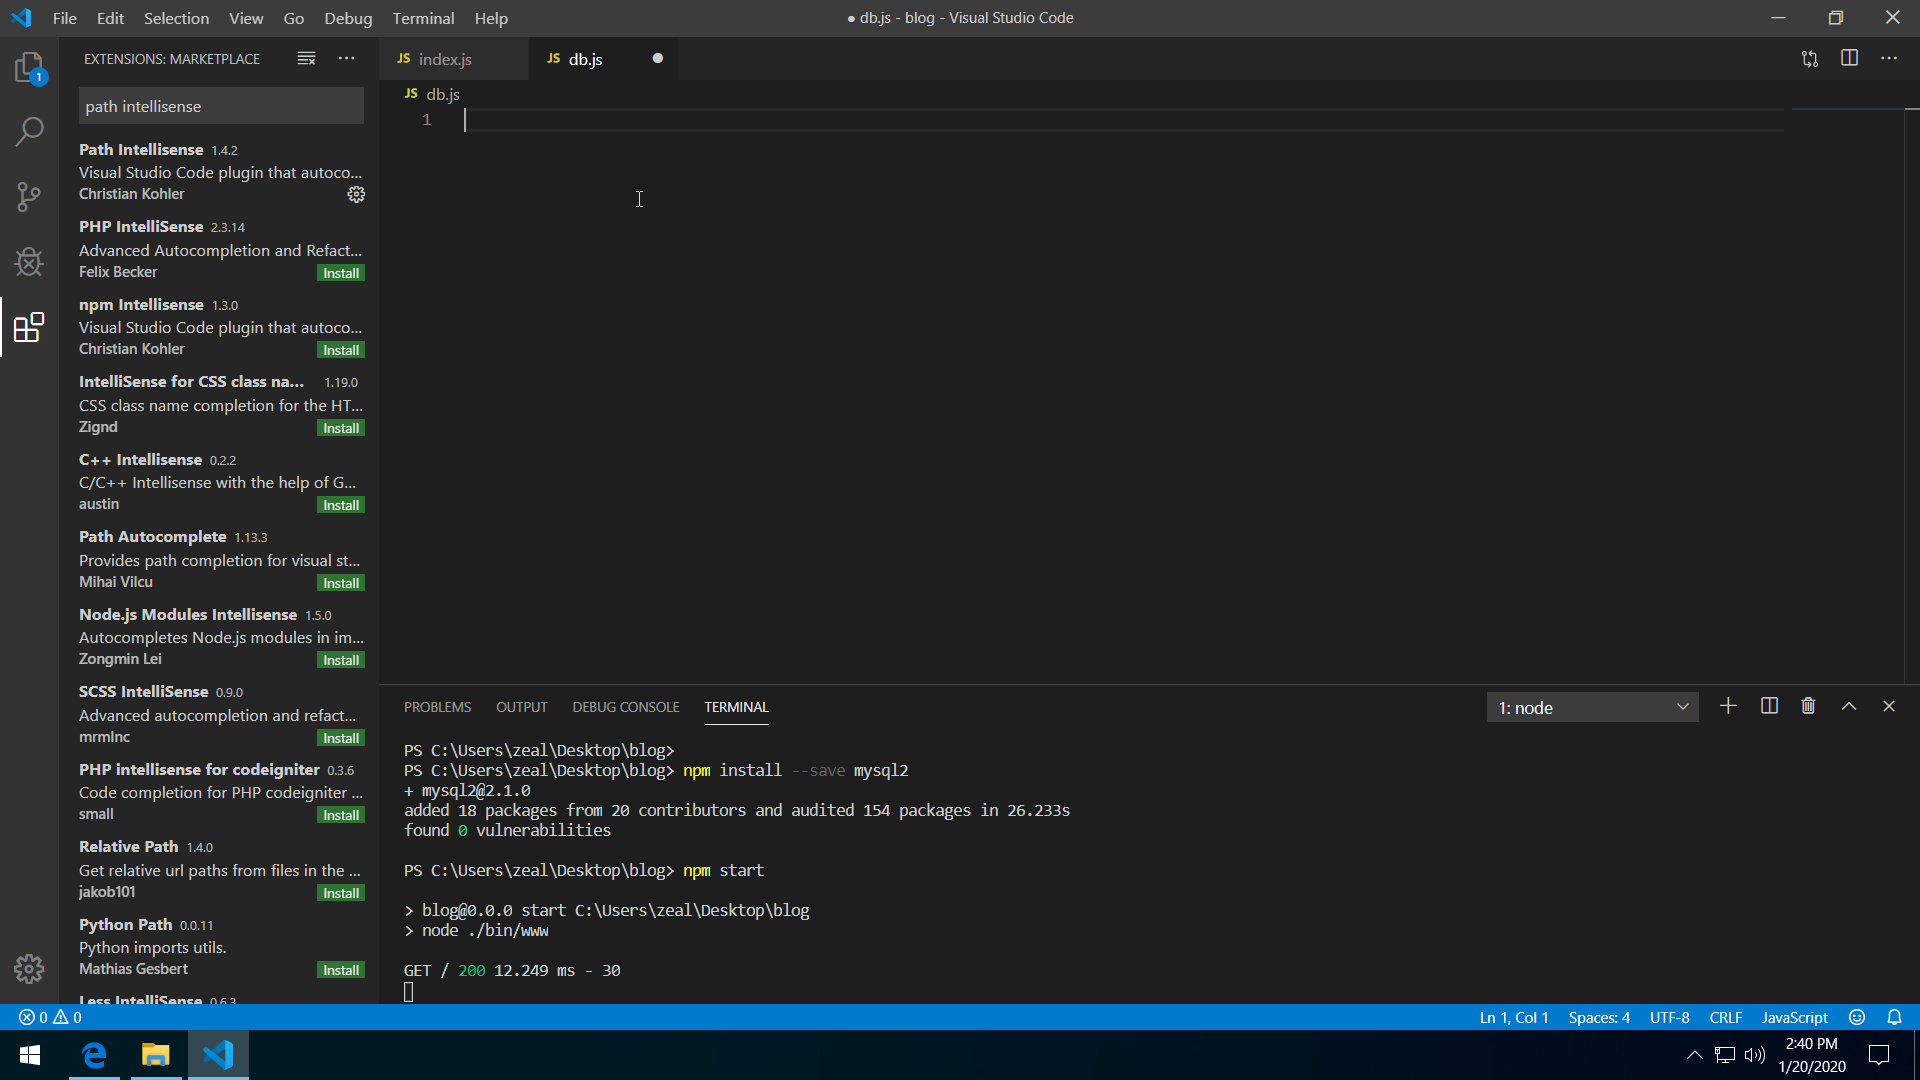 File Edit Selection View Go Debug Terminal Help
● db.js - blog - Visual Studio Code
EXTENSIONS: MARKETPLACE
path intellisense
Path Intellisense 1.4.2
Visual Studio Code plugin that autoco...
Christian Kohler
PHP IntelliSense 2.3.14
Advanced Autocompletion and Refact...
Felix Becker Install
npm Intellisense 1.3.0
Visual Studio Code plugin that autoco...
Christian Kohler Install
IntelliSense for CSS class na... 1.19.0
CSS class name completion for the HT...
Zignd Install
C++ Intellisense 0.2.2
C/C++ Intellisense with the help of G...
austin Install
Path Autocomplete 1.13.3
Provides path completion for visual st...
Mihai Vilcu Install
Node.js Modules Intellisense 1.5.0
Autocompletes Node.js modules in im...
Zongmin Lei Install
SCSS IntelliSense 0.9.0
Advanced autocompletion and refact...
mrmlnc Install
PHP intellisense for codeigniter 0.3.6
Code completion for PHP codeigniter ...
small Install
Relative Path 1.4.0
Get relative url paths from files in the ...
jakob101 Install
Python Path 0.0.11
Python imports utils.
Mathias Gesbert Install
Less IntelliSense 0.6.3
1
JS index.js
JS db.js
JS db.js
1
PROBLEMS OUTPUT DEBUG CONSOLE TERMINAL
1: node
PS C:\Users\zeal\Desktop\blog>
PS C:\Users\zeal\Desktop\blog> npm install --save mysql2
+ mysql2@2.1.0
added 18 packages from 20 contributors and audited 154 packages in 26.233s
found 0 vulnerabilities
PS C:\Users\zeal\Desktop\blog> npm start
> blog@0.0.0 start C:\Users\zeal\Desktop\blog
> node ./bin/www
GET / 200 12.249 ms - 30
0 0
Ln 1, Col 1 Spaces: 4 UTF-8 CRLF JavaScript
2:40 PM
1/20/2020